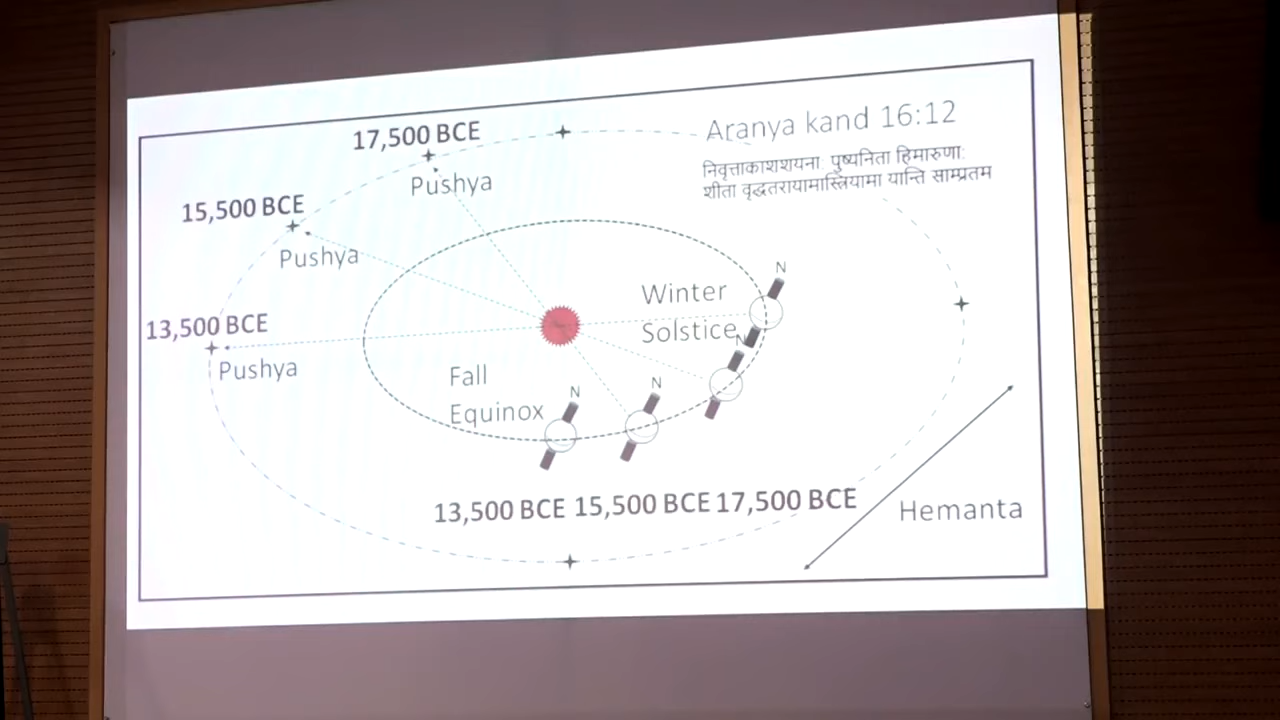 17,500 BCE
Aranya kand 16:12
निवृत्ताकाशशयना: पुष्यनिता हिमारुणा:
शीता वृद्धतरायामास्त्रियामा यान्ति साम्प्रतम
Pushya
15,500 BCE
Pushya
N
Winter
Solstice
N
13,500 BCE
Pushya
Fall
Equinox
N
N
13,500 BCE 15,500 BCE 17,500 BCE
Hemanta